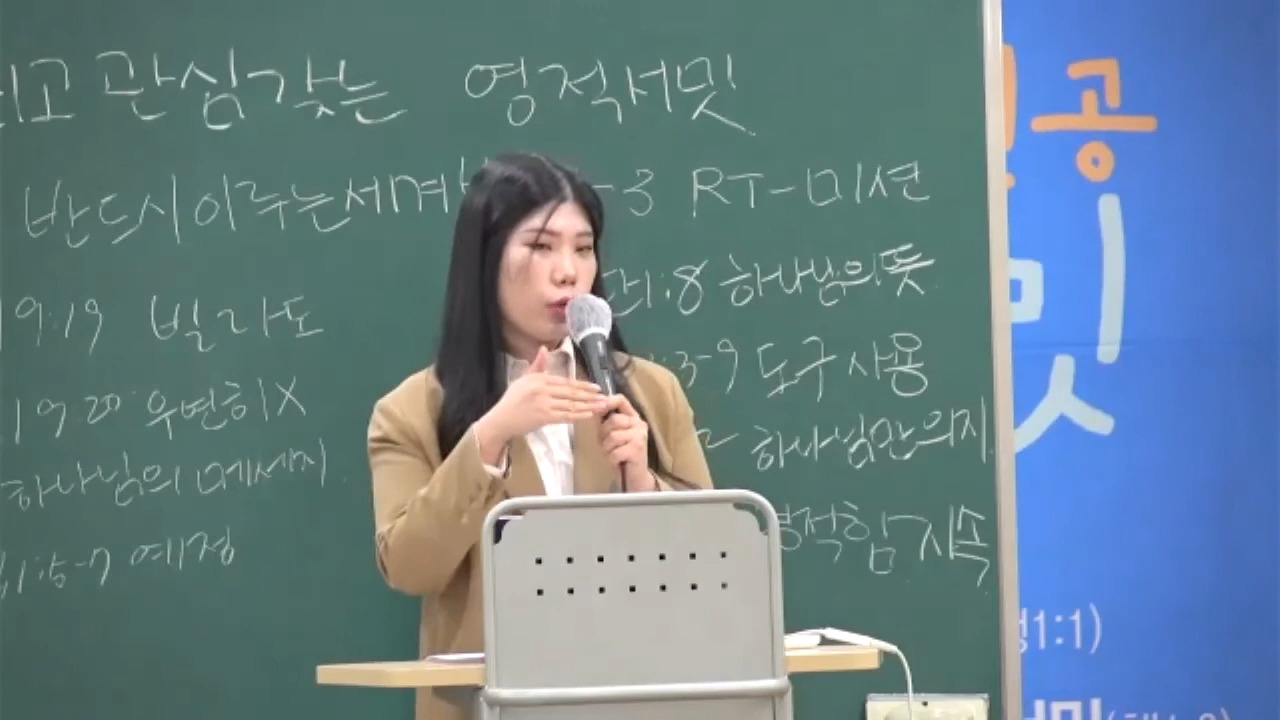 고 관심갖는 영적서밋
반드시 이루는 세계 -3 RT-미션
19:19 빌라도
19:20 우연히X
하나님의 메세지
1:5-7 예정
단1:8 하나님의 뜻
:3-9 도구 사용
하나님만 의지
영적힘 지속
공
밋
1:1)